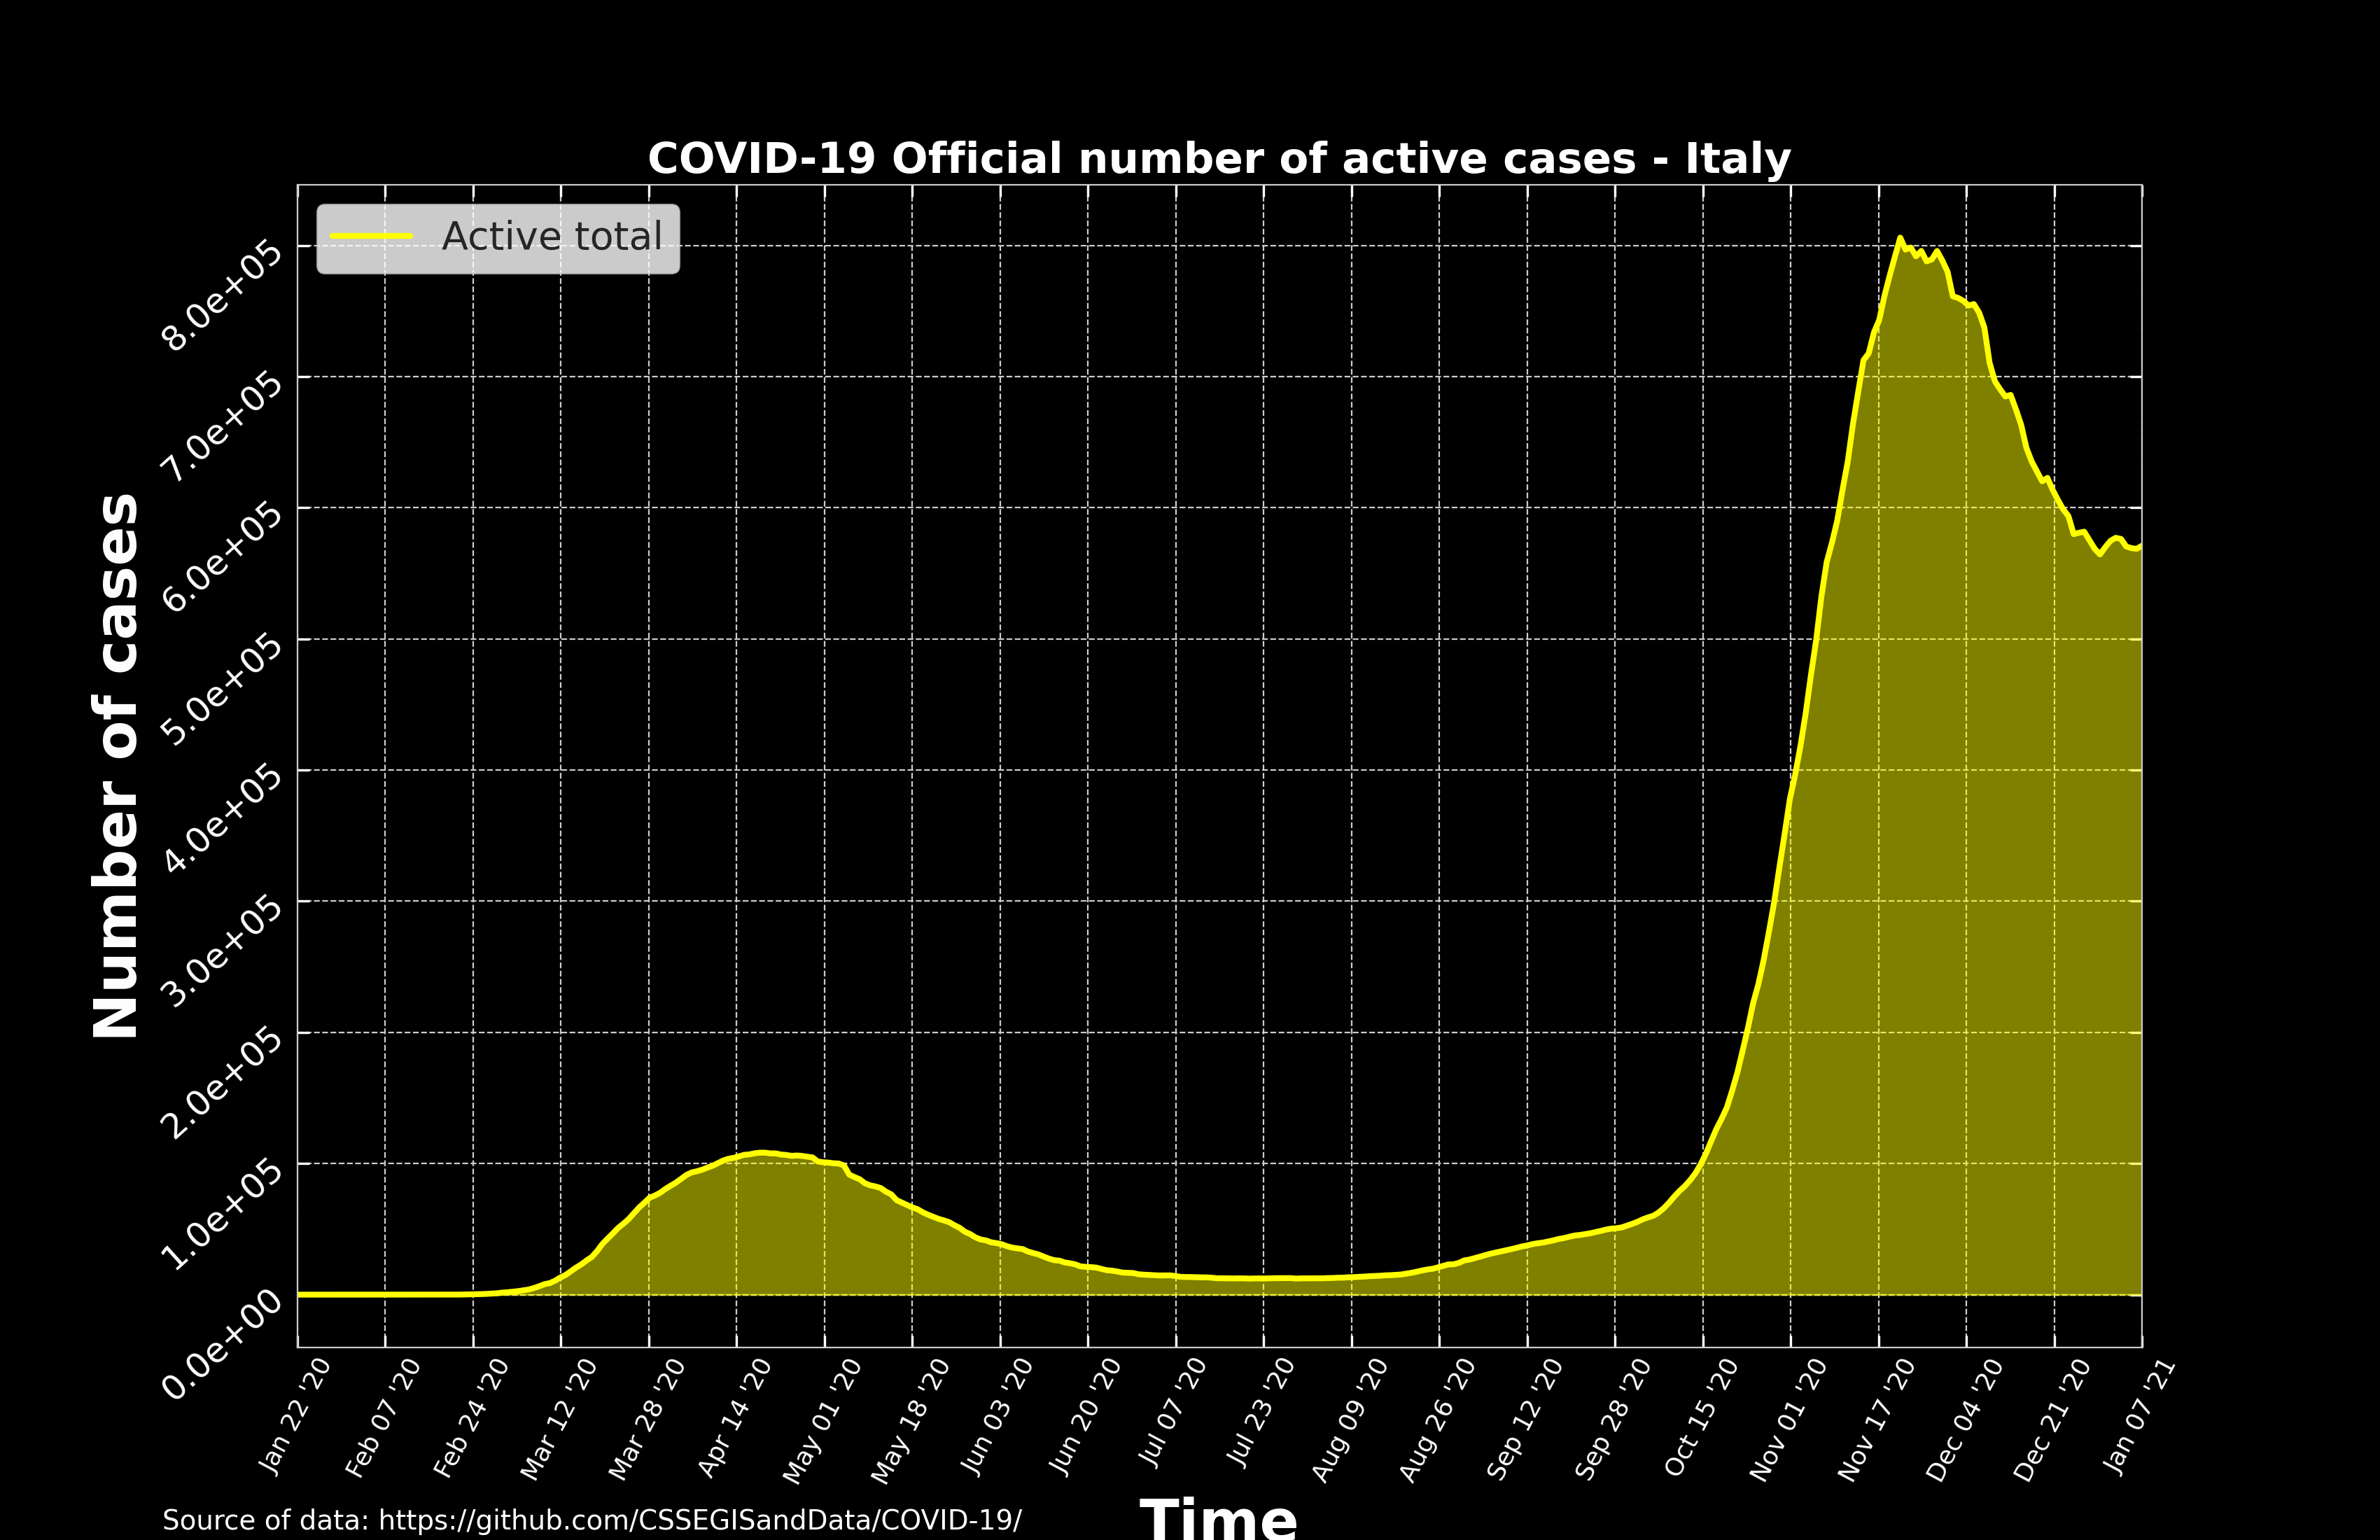 COVID-19 Official number of active cases - Italy
Active total
Number of cases
8.0e+05
7.0e+05
6.0e+05
5.0e+05
4.0e+05
3.0e+05
2.0e+05
1.0e+05
0.0e+00
Jan 22 '20
Feb 07 '20
Feb 24 '20
Mar 12 '20
Mar 28 '20
Apr 14 '20
May 01 '20
May 18 '20
Jun 03 '20
Jun 20 '20
Jul 07 '20
Jul 23 '20
Aug 09 '20
Aug 26 '20
Sep 12 '20
Sep 28 '20
Oct 15 '20
Nov 01 '20
Nov 17 '20
Dec 04 '20
Dec 21 '20
Jan 07 '21
Time
Source of data: https://github.com/CSSEGISandData/COVID-19/